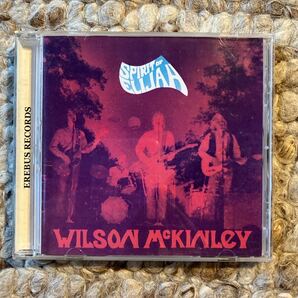 SPIRIT OF
ELIJAH
EREBUS RECORDS
WILSON McKINLEY